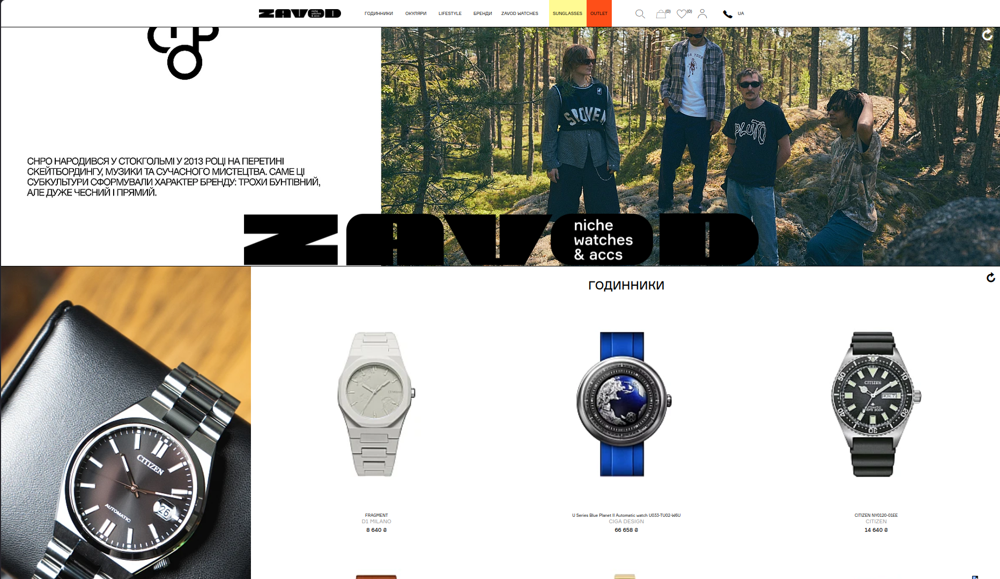 ZAVOD niche watches & accs
ГОДИННИКИ
ОКУЛЯРИ
LIFESTYLE
БРЕНДИ
ZAVOD WATCHES
SUNGLASSES
OUTLET
(0)
(0)
UA
CHPO
CHPO НАРОДИВСЯ У СТОКГОЛЬМІ У 2013 РОЦІ НА ПЕРЕТИНІ
СКЕЙТБОРДИНГУ, МУЗИКИ ТА СУЧАСНОГО МИСТЕЦТВА. САМЕ ЦІ
СУБКУЛЬТУРИ СФОРМУВАЛИ ХАРАКТЕР БРЕНДУ: ТРОХИ БУНТІВНИЙ,
АЛЕ ДУЖЕ ЧЕСНИЙ І ПРЯМИЙ.
PLUTO
ZAVOD
niche
watches
& accs
ГОДИННИКИ
CITIZEN
AUTOMATIC
26
CITIZEN
FRAGMENT
D1 MILANO
8 640 ₴
U Series Blue Planet II Automatic watch U033-TU02-W6U
CIGA DESIGN
66 658 ₴
CITIZEN NY0120-01EE
CITIZEN
14 640 ₴